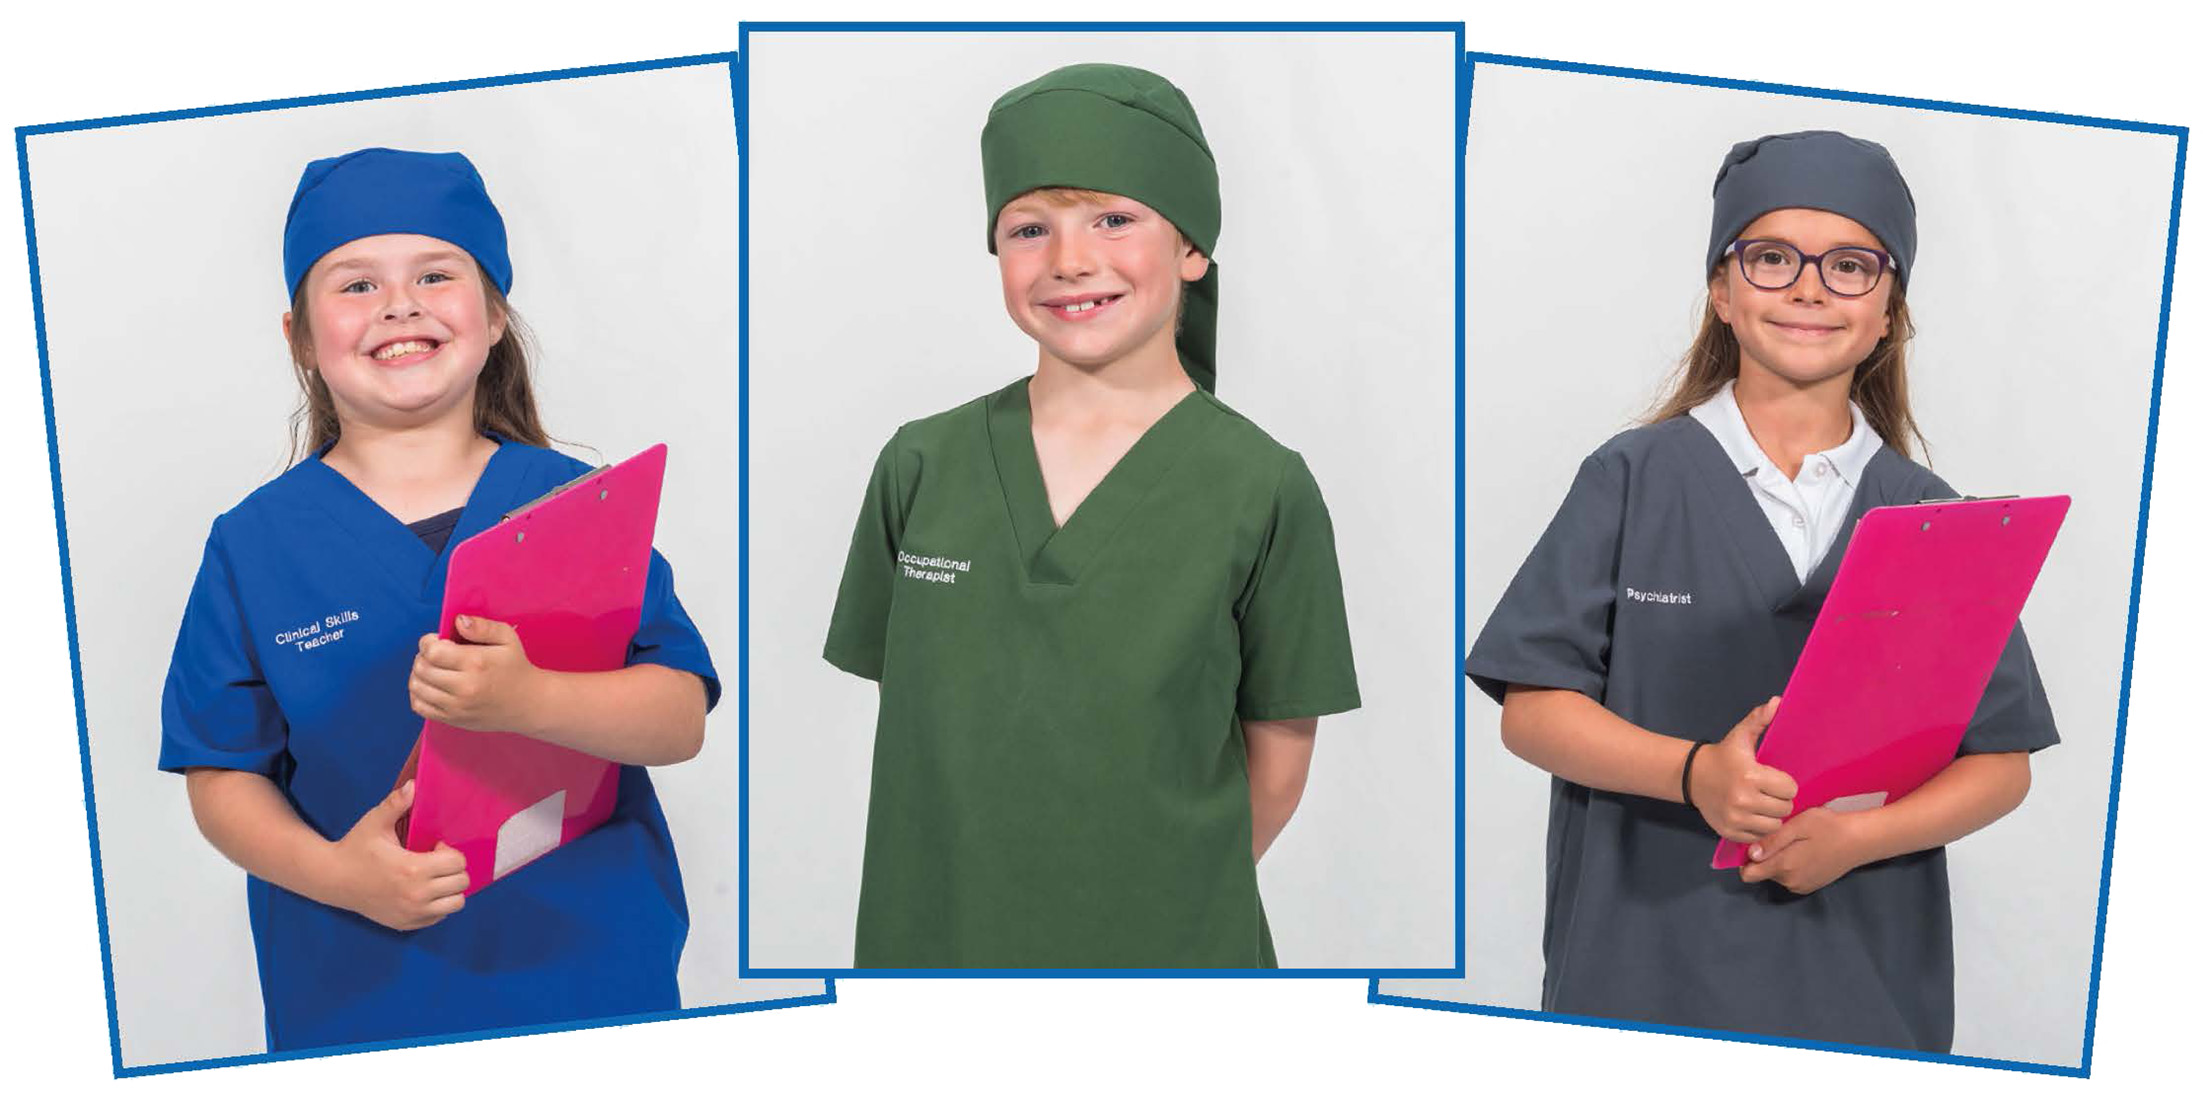 Clinical Skills
Teacher
Occupational
Therapist
Psychiatrist